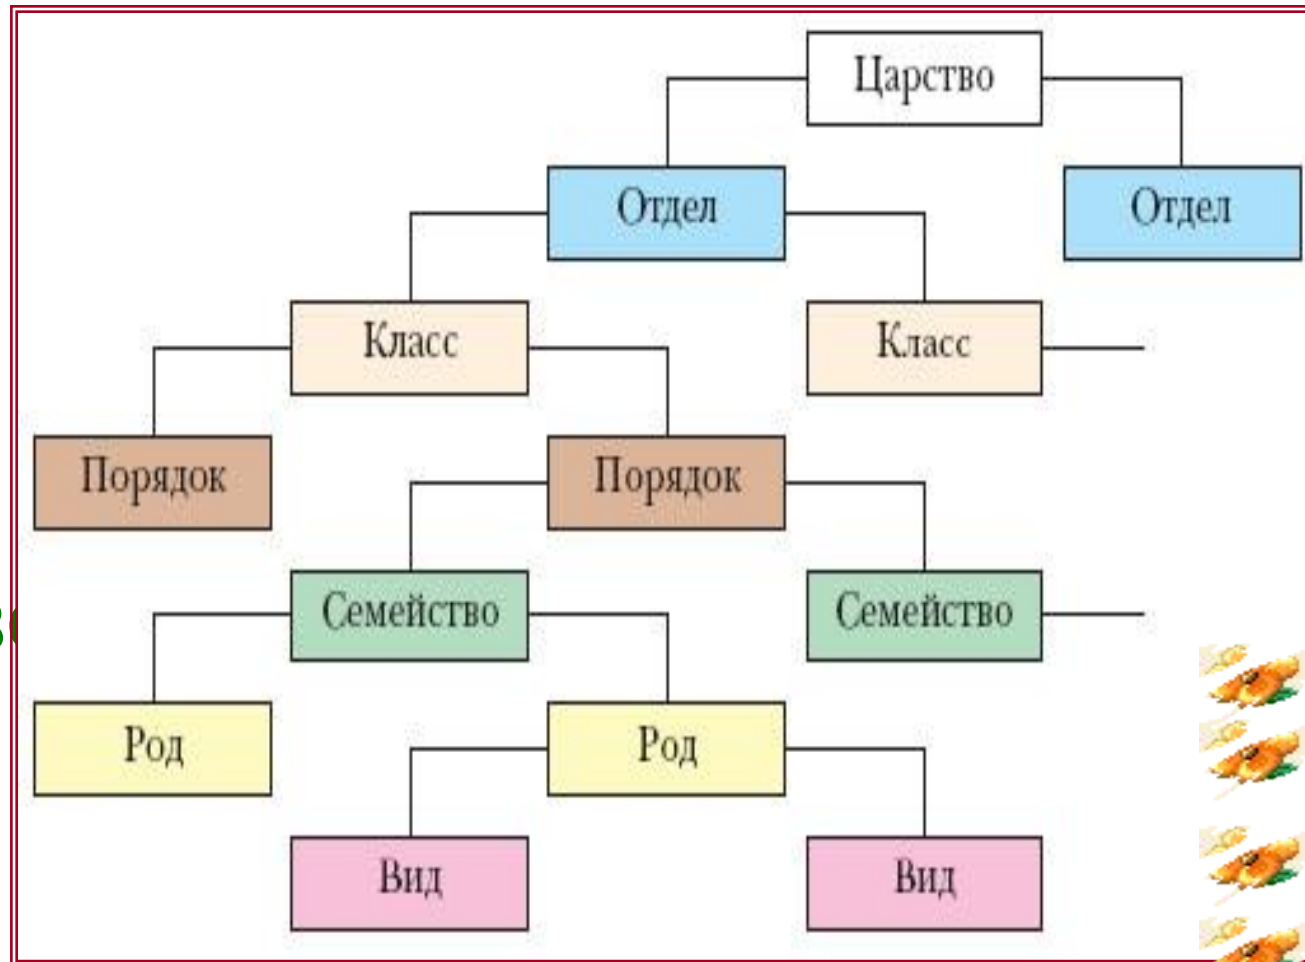 Царство
Отдел Отдел
Класс Класс
Порядок Порядок
Семейство Семейство
Род Род
Вид Вид